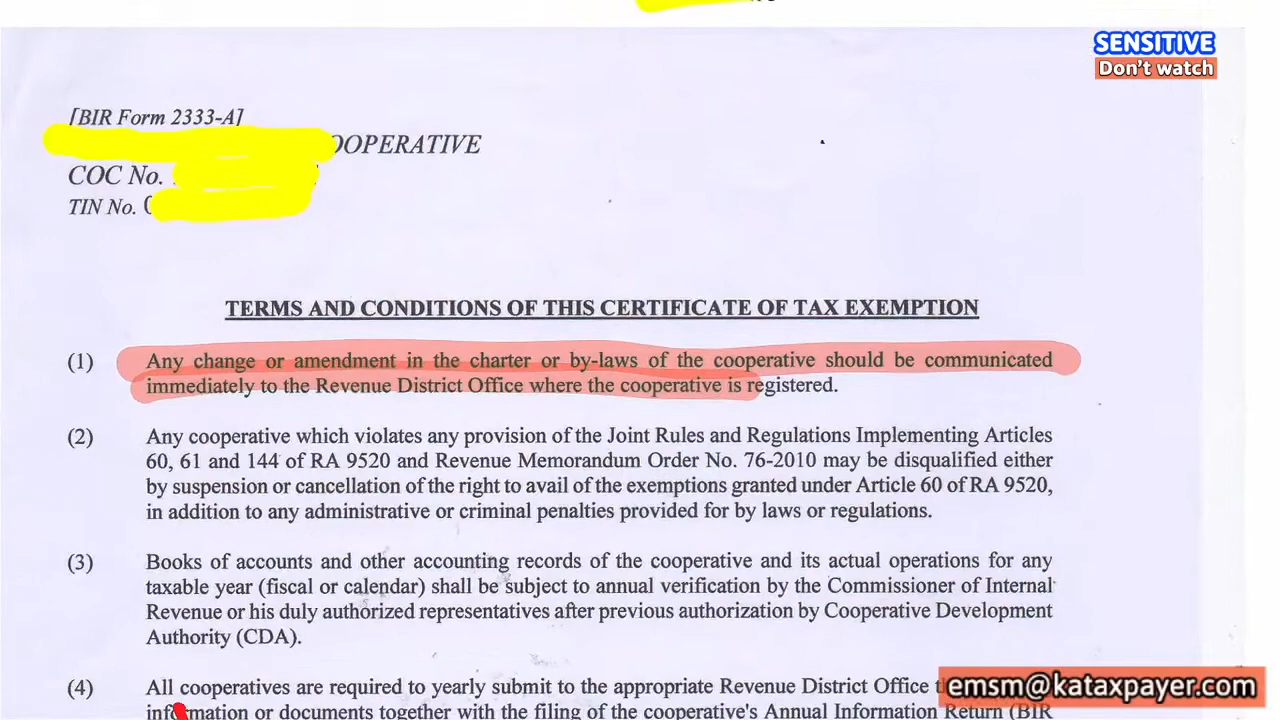 SENSITIVE
Don't watch
[BIR Form 2333-A]
OOPERATIVE
COC No.
TIN No. 0
TERMS AND CONDITIONS OF THIS CERTIFICATE OF TAX EXEMPTION
(1) Any change or amendment in the charter or by-laws of the cooperative should be communicated
immediately to the Revenue District Office where the cooperative is registered.
(2) Any cooperative which violates any provision of the Joint Rules and Regulations Implementing Articles
60, 61 and 144 of RA 9520 and Revenue Memorandum Order No. 76-2010 may be disqualified either
by suspension or cancellation of the right to avail of the exemptions granted under Article 60 of RA 9520,
in addition to any administrative or criminal penalties provided for by laws or regulations.
(3) Books of accounts and other accounting records of the cooperative and its actual operations for any
taxable year (fiscal or calendar) shall be subject to annual verification by the Commissioner of Internal
Revenue or his duly authorized representatives after previous authorization by Cooperative Development
Authority (CDA).
(4) All cooperatives are required to yearly submit to the appropriate Revenue District Office
information or documents together with the filing of the cooperative's Annual Information Return (BIR
emsm@kataxpayer.com